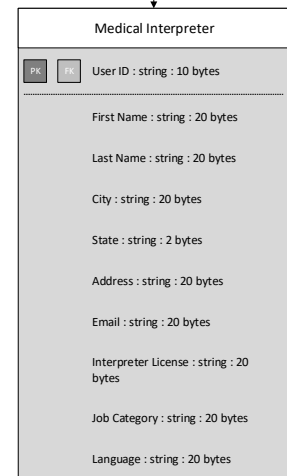 Medical Interpreter
PK FK User ID : string : 10 bytes
First Name : string : 20 bytes
Last Name : string : 20 bytes
City : string : 20 bytes
State : string : 2 bytes
Address : string : 20 bytes
Email : string : 20 bytes
Interpreter License : string : 20
bytes
Job Category : string : 20 bytes
Language : string : 20 bytes